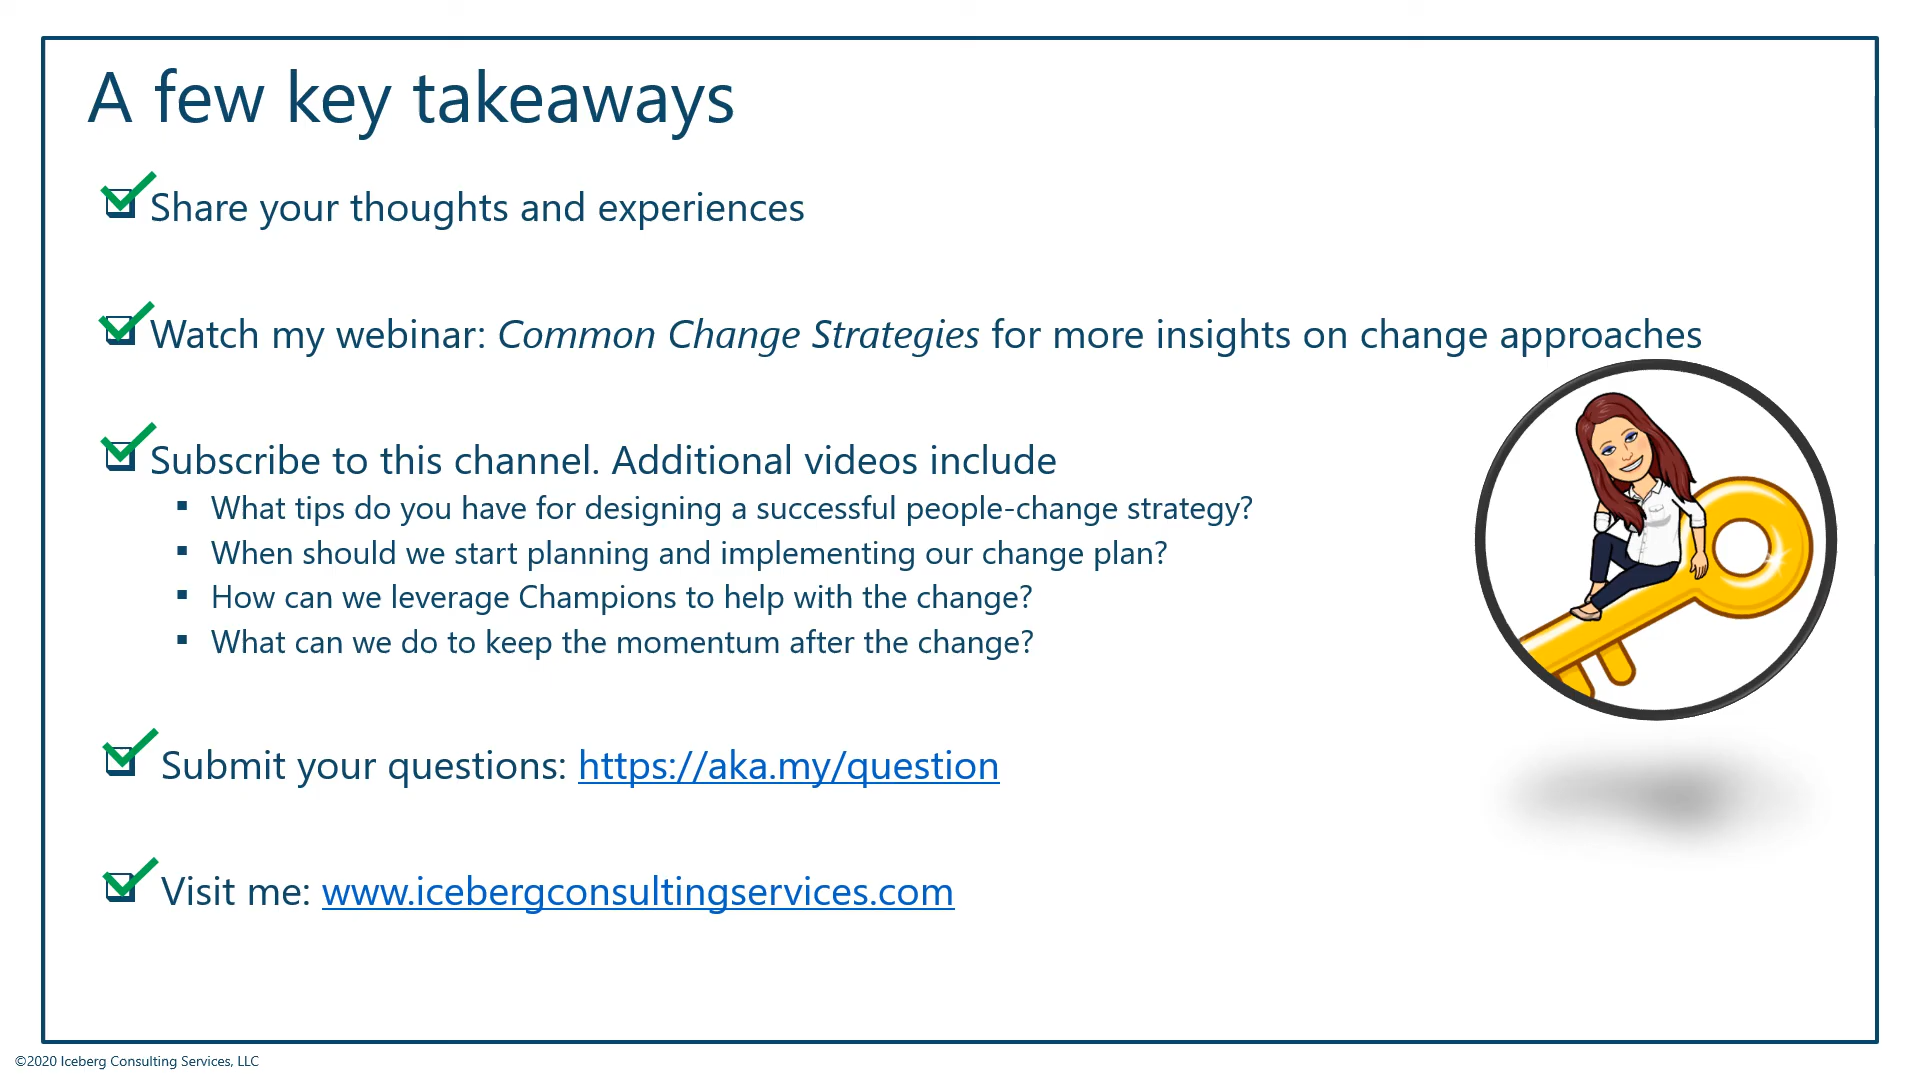 A few key takeaways
Share your thoughts and experiences
Watch my webinar: Common Change Strategies for more insights on change approaches
Subscribe to this channel. Additional videos include
▪ What tips do you have for designing a successful people-change strategy?
▪ When should we start planning and implementing our change plan?
▪ How can we leverage Champions to help with the change?
▪ What can we do to keep the momentum after the change?
Submit your questions: https://aka.my/question
Visit me: www.icebergconsultingservices.com
©2020 Iceberg Consulting Services, LLC